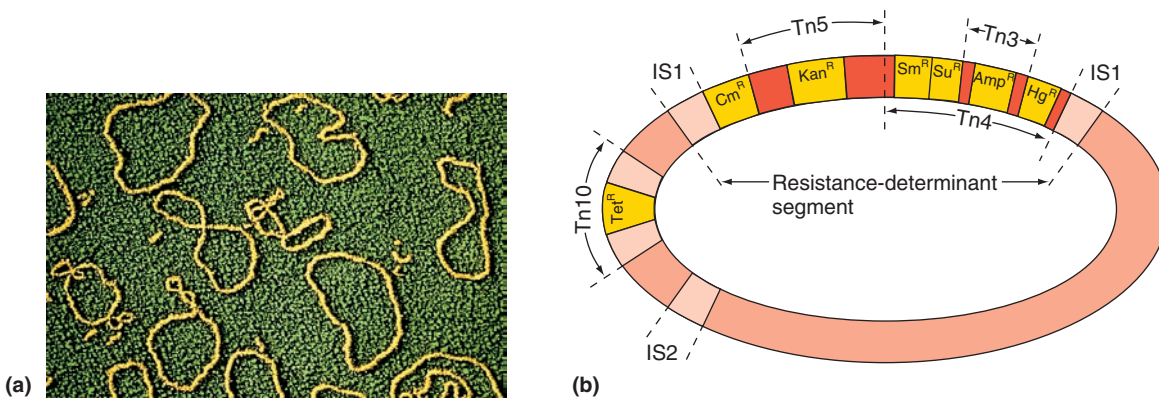 Tn5
Tn3
IS1
Cm^R
Kan^R
Sm^R
Su^R
Amp^R
Hg^R
IS1
Tn4
Tn10
Tet^R
Resistance-determinant
segment
IS2
(a)
(b)